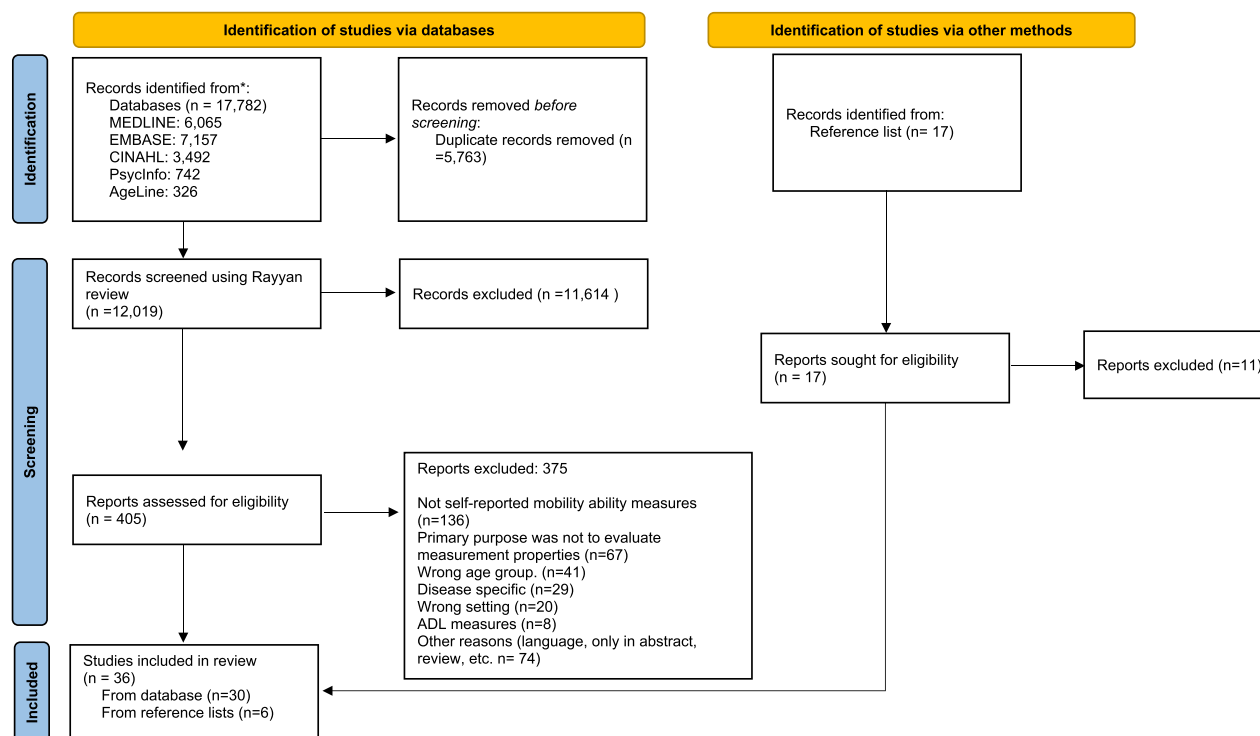 Identification of studies via databases
Identification of studies via other methods
Identification
Records identified from*:
Databases (n = 17,782)
MEDLINE: 6,065
EMBASE: 7,157
CINAHL: 3,492
PsycInfo: 742
AgeLine: 326
Records removed before
screening:
Duplicate records removed (n
=5,763)
Records identified from:
Reference list (n= 17)
Screening
Records screened using Rayyan
review
(n =12,019)
Records excluded (n =11,614 )
Reports sought for eligibility
(n = 17)
Reports excluded (n=11)
Reports assessed for eligibility
(n = 405)
Reports excluded: 375
Not self-reported mobility ability measures
(n=136)
Primary purpose was not to evaluate
measurement properties (n=67)
Wrong age group. (n=41)
Disease specific (n=29)
Wrong setting (n=20)
ADL measures (n=8)
Other reasons (language, only in abstract,
review, etc. n= 74)
Included
Studies included in review
(n = 36)
From database (n=30)
From reference lists (n=6)